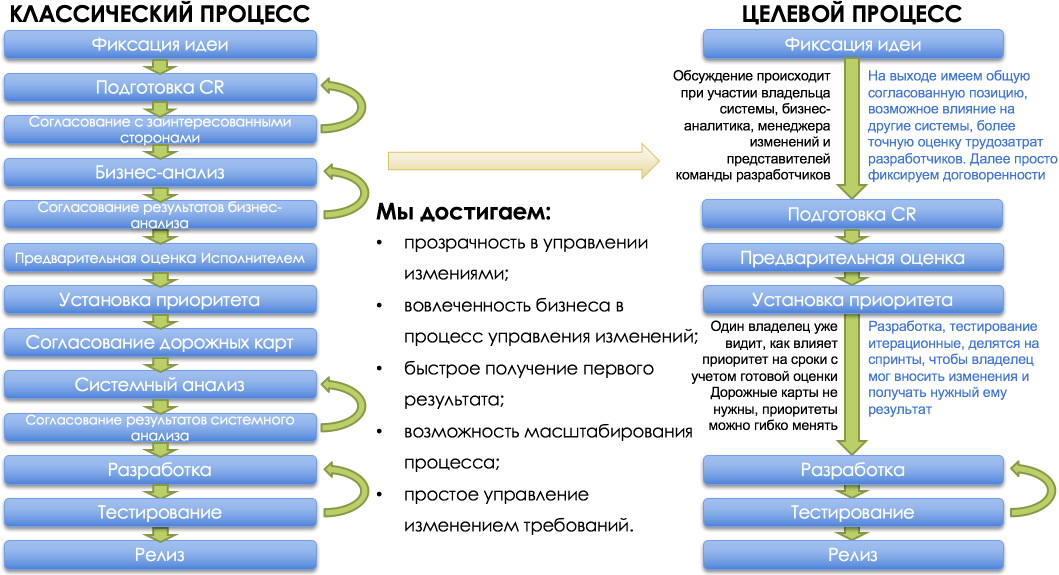 КЛАССИЧЕСКИЙ ПРОЦЕСС
Фиксация идеи
Подготовка CR
Согласование с заинтересованными
сторонами
Бизнес-анализ
Согласование результатов бизнес-
анализа
Предварительная оценка Исполнителем
Установка приоритета
Согласование дорожных карт
Системный анализ
Согласование результатов системного
анализа
Разработка
Тестирование
Релиз
Мы достигаем:
• прозрачность в управлении
измениями;
• вовлеченность бизнеса в
процесс управления изменений;
• быстрое получение первого
результата;
• возможность масштабирования
процесса;
• простое управление
изменением требований.
ЦЕЛЕВОЙ ПРОЦЕСС
Фиксация идеи
Обсуждение происходит
при участии владельца
системы, бизнес-
аналитика, менеджера
изменений и
представителей
команды разработчиков
На выходе имеем общую
согласованную позицию,
возможное влияние на
другие системы, более
точную оценку трудозатрат
разработчиков. Далее просто
фиксируем договоренности
Подготовка CR
Предварительная оценка
Установка приоритета
Один владелец уже
видит, как влияет
приоритет на сроки с
учетом готовой оценки
Дорожные карты не
нужны, приоритеты
можно гибко менять
Разработка, тестирование
итерационные, делятся на
спринты, чтобы владелец
мог вносить изменения и
получать нужный ему
результат
Разработка
Тестирование
Релиз